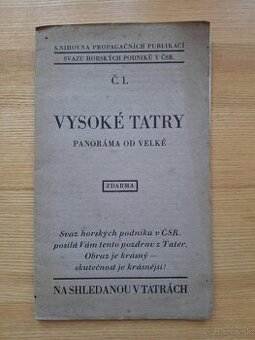 KNIHOVNA PROPAGAČNÍCH PUBLIKACÍ
SVAZU HORSKÝCH PODNIKŮ V ČSR.
Č. 1.
VYSOKÉ TATRY
PANORÁMA OD VELKÉ
ZDARMA
Svaz horských podniků v ČSR.
posílá Vám tento pozdrav z Tater.
Obraz je krásný —
skutečnost je krásnější!
NA SHLEDANOU V TATRÁCH